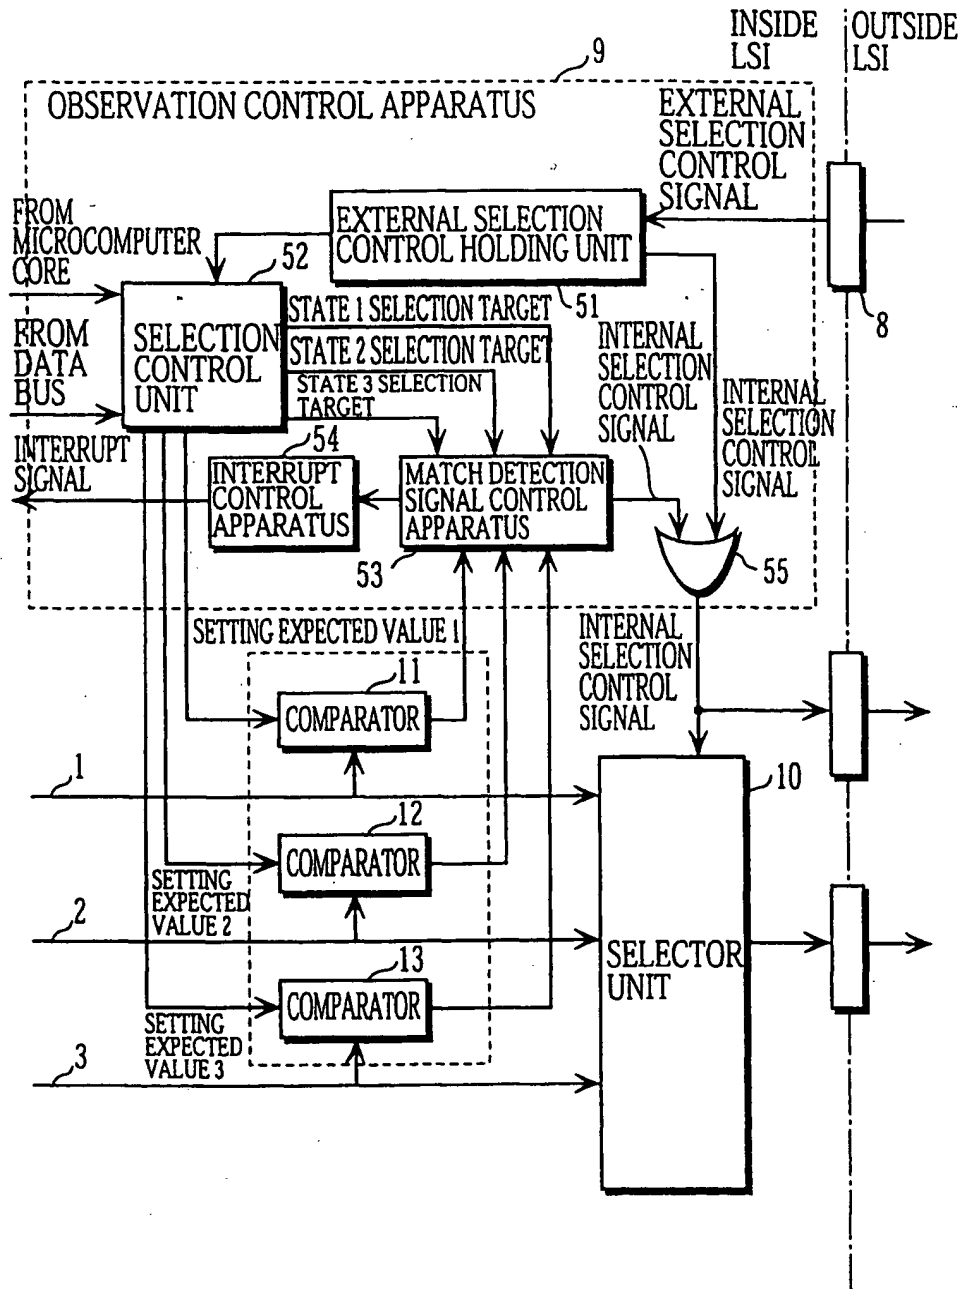 INSIDE
LSI
OUTSIDE
LSI
9
OBSERVATION CONTROL APPARATUS
EXTERNAL
SELECTION
CONTROL
SIGNAL
FROM
MICROCOMPUTER
CORE
EXTERNAL SELECTION
CONTROL HOLDING UNIT
52
51
8
STATE 1 SELECTION TARGET
STATE 2 SELECTION TARGET
STATE 3 SELECTION
TARGET
SELECTION
CONTROL
UNIT
FROM
DATA
BUS
INTERNAL
SELECTION
CONTROL
SIGNAL
INTERNAL
SELECTION
CONTROL
SIGNAL
INTERRUPT
SIGNAL
54
INTERRUPT
CONTROL
APPARATUS
MATCH DETECTION
SIGNAL CONTROL
APPARATUS
53
55
SETTING EXPECTED VALUE 1
INTERNAL
SELECTION
CONTROL
SIGNAL
11
COMPARATOR
1
10
12
COMPARATOR
SETTING
EXPECTED
VALUE 2
2
SELECTOR
UNIT
13
COMPARATOR
SETTING
EXPECTED
VALUE 3
3